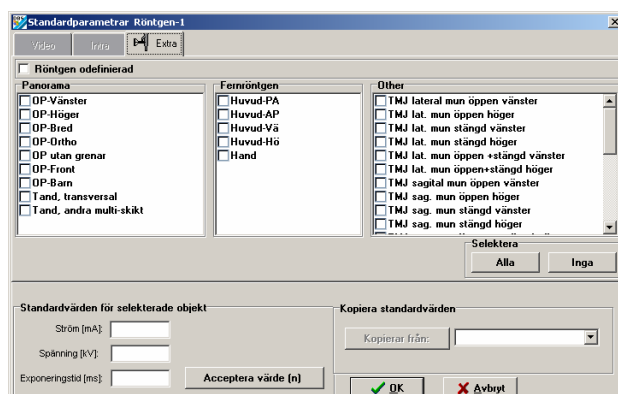 Standardparametrar Röntgen-1
Video
Intra
Extra
Röntgen odefinierad
Panorama
OP-Vänster
OP-Höger
OP-Bred
OP-Ortho
OP utan grenar
OP-Front
OP-Barn
Tand, transversal
Tand, andra multi-skikt
Fernröntgen
Huvud-PA
Huvud-AP
Huvud-Vä
Huvud-Hö
Hand
Other
TMJ lateral mun öppen vänster
TMJ lat. mun öppen höger
TMJ lat. mun stängd vänster
TMJ lat. mun stängd höger
TMJ lat. mun öppen +stängd vänster
TMJ lat. mun öppen+stängd höger
TMJ sagital mun öppen vänster
TMJ sag. mun öppen höger
TMJ sag. mun stängd vänster
TMJ sag. mun stängd höger
Selektera
Alla
Inga
Standardvärden för selekterade objekt
Ström [mA]:
Spänning [kV]:
Exponeringstid [ms]:
Acceptera värde (n)
Kopiera standardvärden
Kopierar från:
OK
Avbryt